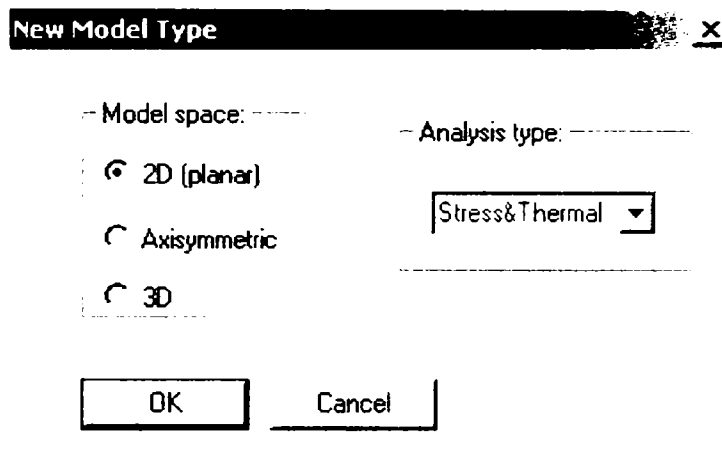 New Model Type
Model space:
Analysis type:
2D (planar)
Stress&Thermal
Axisymmetric
3D
OK Cancel